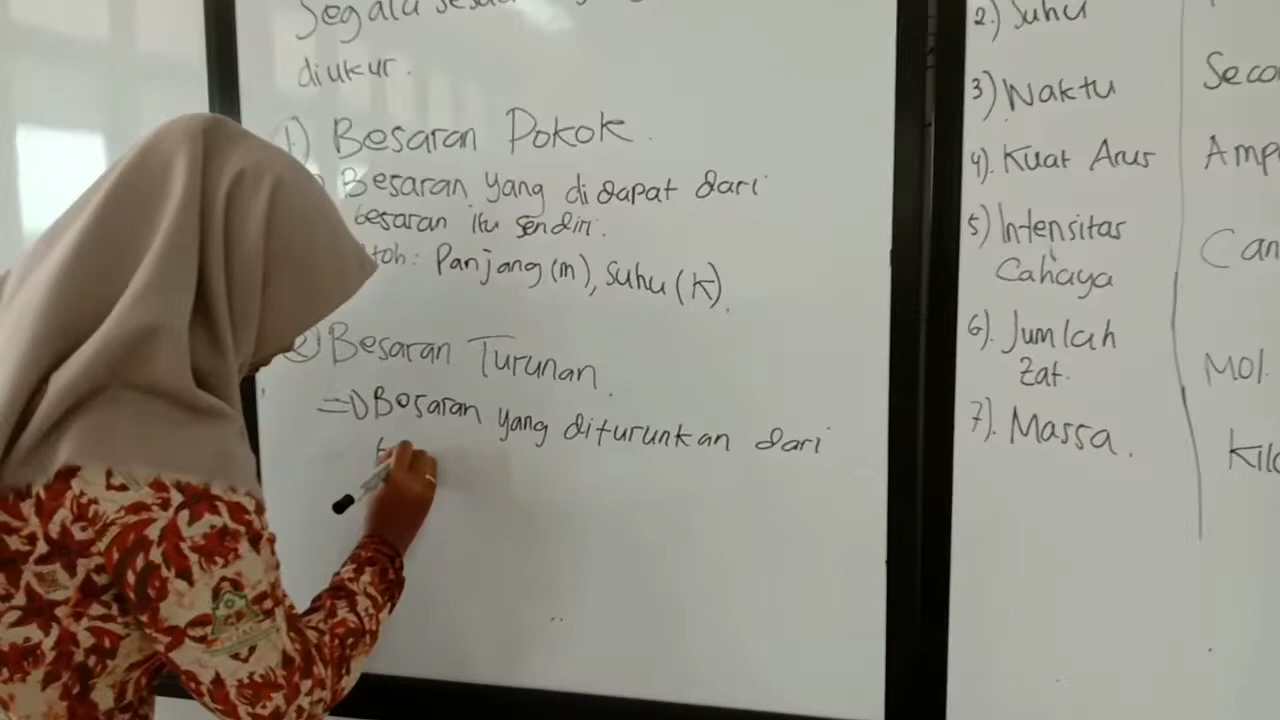 Segala
diukur.
1) Besaran Pokok.
Besaran yang didapat dari
besaran itu sendiri.
toh: Panjang (m), Suhu (K).
2) Besaran Turunan.
=> Besaran yang diturunkan dari
2.) Suhu
3) Waktu
4). Kuat Arus
5) Intensitas
Cahaya
6). Jumlah
Zat.
7). Massa.
Seco
Amp
Can
Mol.
Kilo